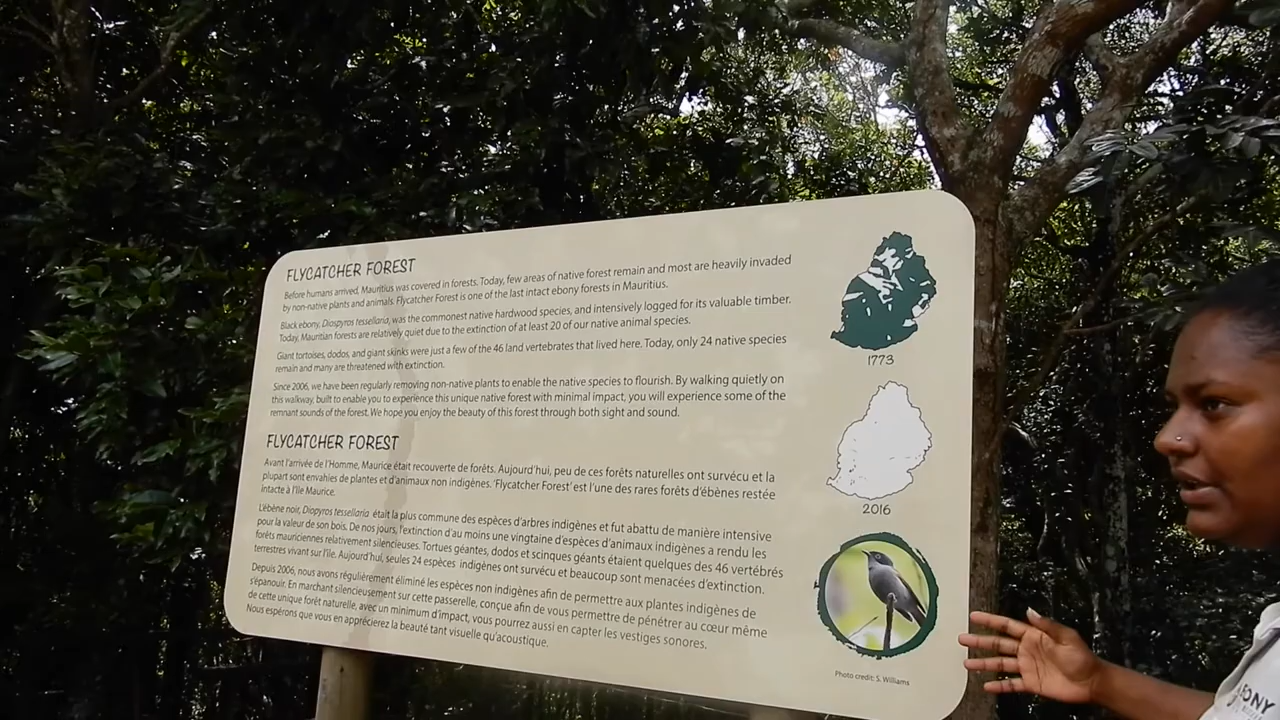 FLYCATCHER FOREST
Before humans arrived, Mauritius was covered in forests. Today, few areas of native forest remain and most are heavily invaded
by non-native plants and animals. Flycatcher Forest is one of the last intact ebony forests in Mauritius.
Black ebony, Diospyros tessellaria, was the commonest native hardwood species, and intensively logged for its valuable timber.
Today, Mauritian forests are relatively quiet due to the extinction of at least 20 of our native animal species.
Giant tortoises, dodos, and giant skinks were just a few of the 46 land vertebrates that lived here. Today, only 24 native species
remain and many are threatened with extinction.
Since 2006, we have been regularly removing non-native plants to enable the native species to flourish. By walking quietly on
this walkway, built to enable you to experience this unique native forest with minimal impact, you will experience some of the
remnant sounds of the forest. We hope you enjoy the beauty of this forest through both sight and sound.
FLYCATCHER FOREST
Avant l'arrivée de l'Homme, Maurice était recouverte de forêts. Aujourd'hui, peu de ces forêts naturelles ont survécu et la
plupart sont envahies de plantes et d'animaux non indigènes. 'Flycatcher Forest' est l'une des rares forêts d'ébènes restée
intacte à l'île Maurice.
L'ébène noir, Diopyros tessellaria était la plus commune des espèces d'arbres indigènes et fut abattu de manière intensive
pour la valeur de son bois. De nos jours, l'extinction d'au moins une vingtaine d'espèces d'animaux indigènes a rendu les
forêts mauriciennes relativement silencieuses. Tortues géantes, dodos et scinques géants étaient quelques des 46 vertébrés
terrestres vivant sur l'île. Aujourd'hui, seules 24 espèces indigènes ont survécu et beaucoup sont menacées d'extinction.
Depuis 2006, nous avons régulièrement éliminé les espèces non indigènes afin de permettre aux plantes indigènes de
s'épanouir. En marchant silencieusement sur cette passerelle, conçue afin de vous permettre de pénétrer au cœur même
de cette unique forêt naturelle, avec un minimum d'impact, vous pourrez aussi en capter les vestiges sonores.
Nous espérons que vous en apprécierez la beauté tant visuelle qu'acoustique.
1773
2016
Photo credit: S. Williams